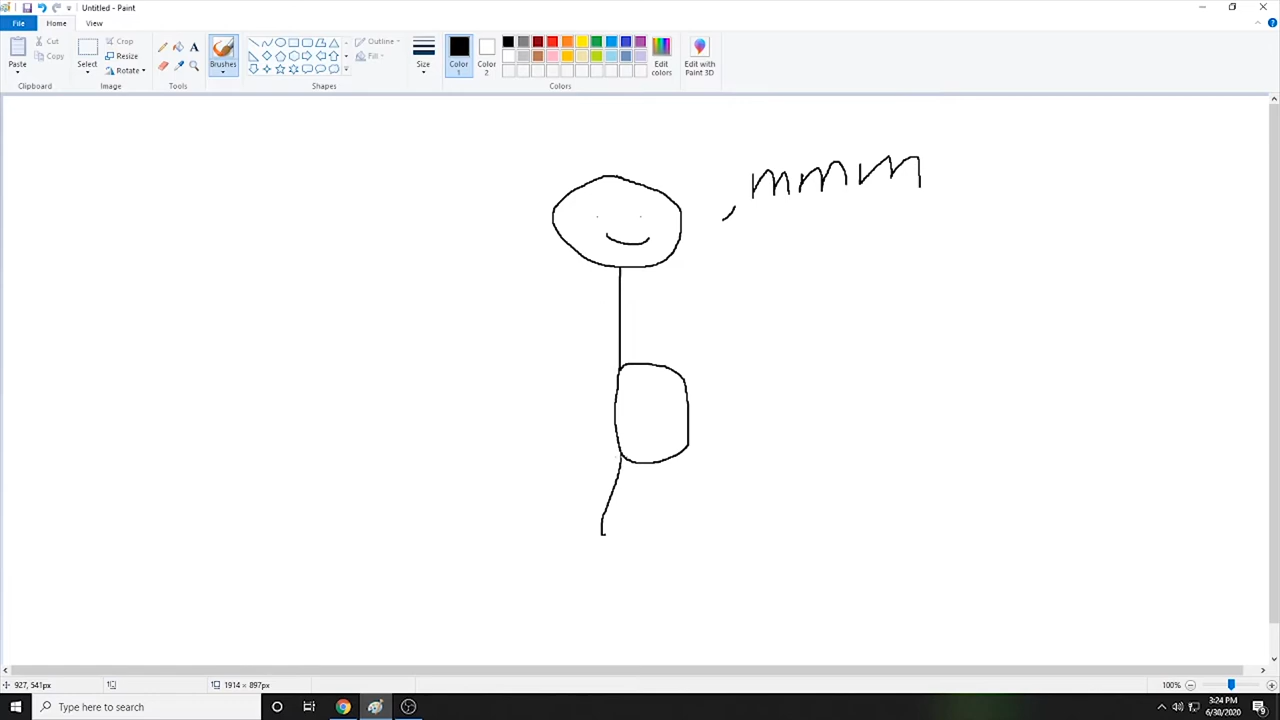 Untitled - Paint
File Home View
Paste Cut Copy Clipboard
Select Crop Resize Rotate Image
A Tools
Brushes
Outline Fill Shapes
Size
Color 1 Color 2
Edit colors Colors
Edit with Paint 3D
mmm
927, 541px 1914 × 897px 100%
Type here to search
3:24 PM
6/30/2020
9